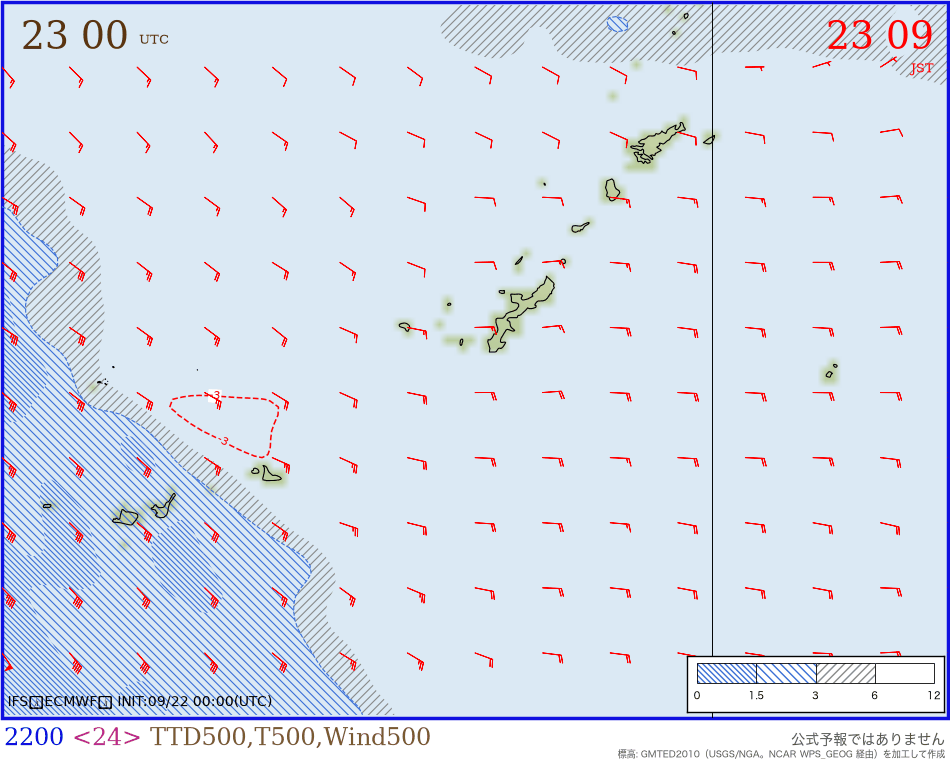 23 00 UTC
23 09
JST
-3
-3
IFS□ECMWF□ INIT:09/22 00:00(UTC)
0 1.5 3 6 12
2200 <24> TTD500,T500,Wind500
公式予報ではありません
標高: GMTED2010（USGS/NGA。NCAR WPS_GEOG 経由）を加工して作成